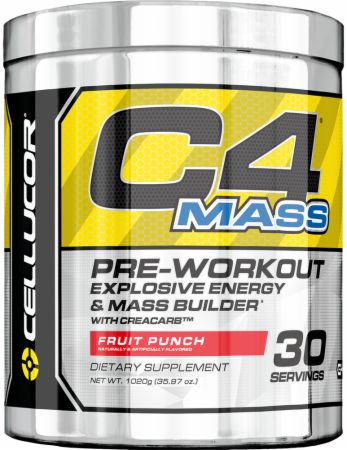 CELLUCOR®
C4®
MASS
PRE-WORKOUT
EXPLOSIVE ENERGY
& MASS BUILDER*
WITH CREACARB™
FRUIT PUNCH
NATURALLY & ARTIFICIALLY FLAVORED
30
SERVINGS
DIETARY SUPPLEMENT
NET WT. 1020g (35.97 oz.)